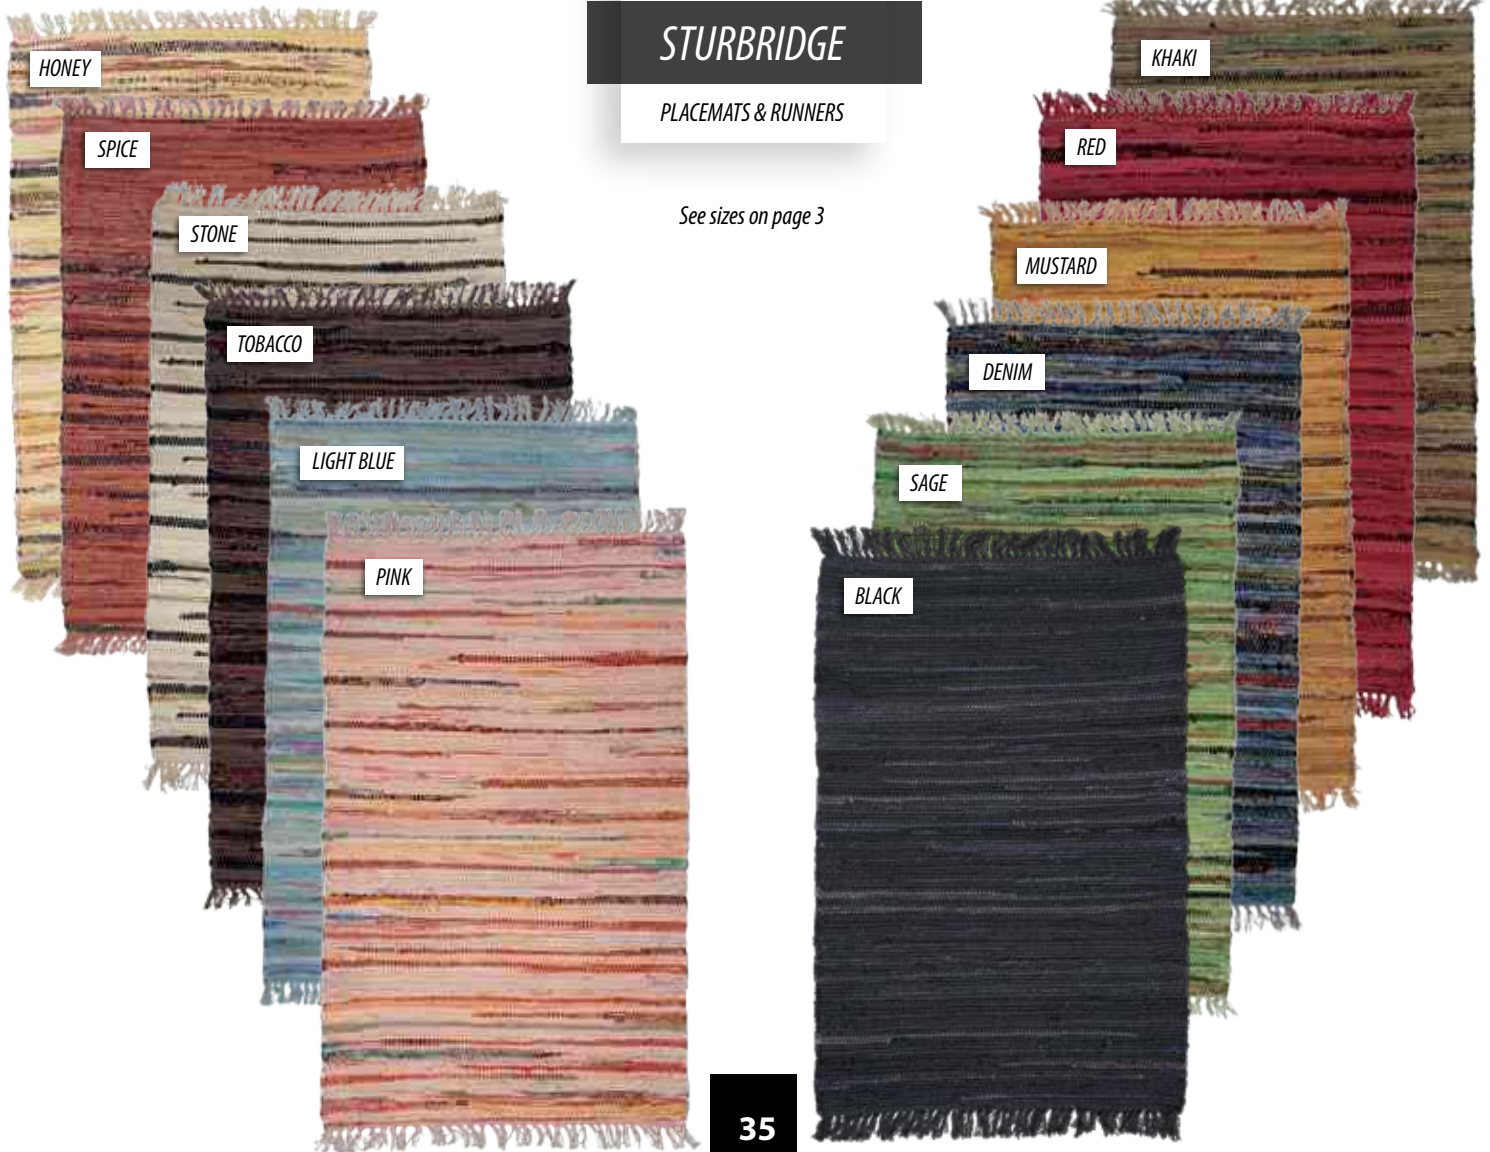 STURBRIDGE
PLACEMATS & RUNNERS
See sizes on page 3
HONEY
SPICE
STONE
TOBACCO
LIGHT BLUE
PINK
KHAKI
RED
MUSTARD
DENIM
SAGE
BLACK
35